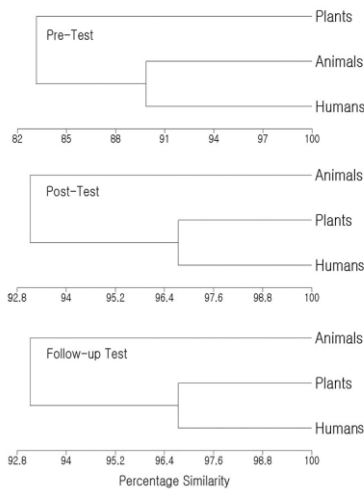 Plants
Pre-Test
Animals
Humans
82 85 88 91 94 97 100
Animals
Post-Test
Plants
Humans
92.8 94 95.2 96.4 97.6 98.8 100
Animals
Follow-up Test
Plants
Humans
92.8 94 95.2 96.4 97.6 98.8 100
Percentage Similarity